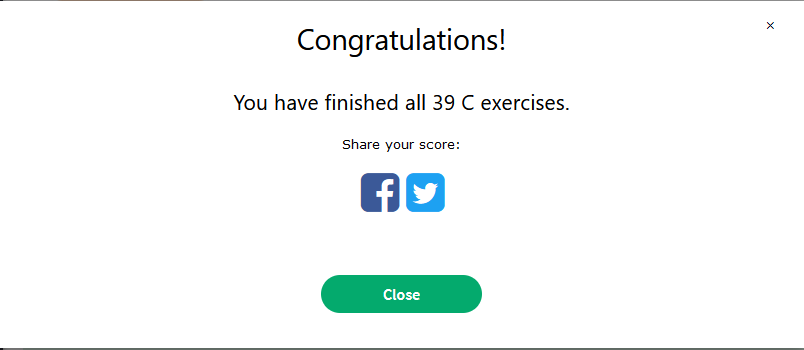 ×
Congratulations!
You have finished all 39 C exercises.
Share your score:
Close